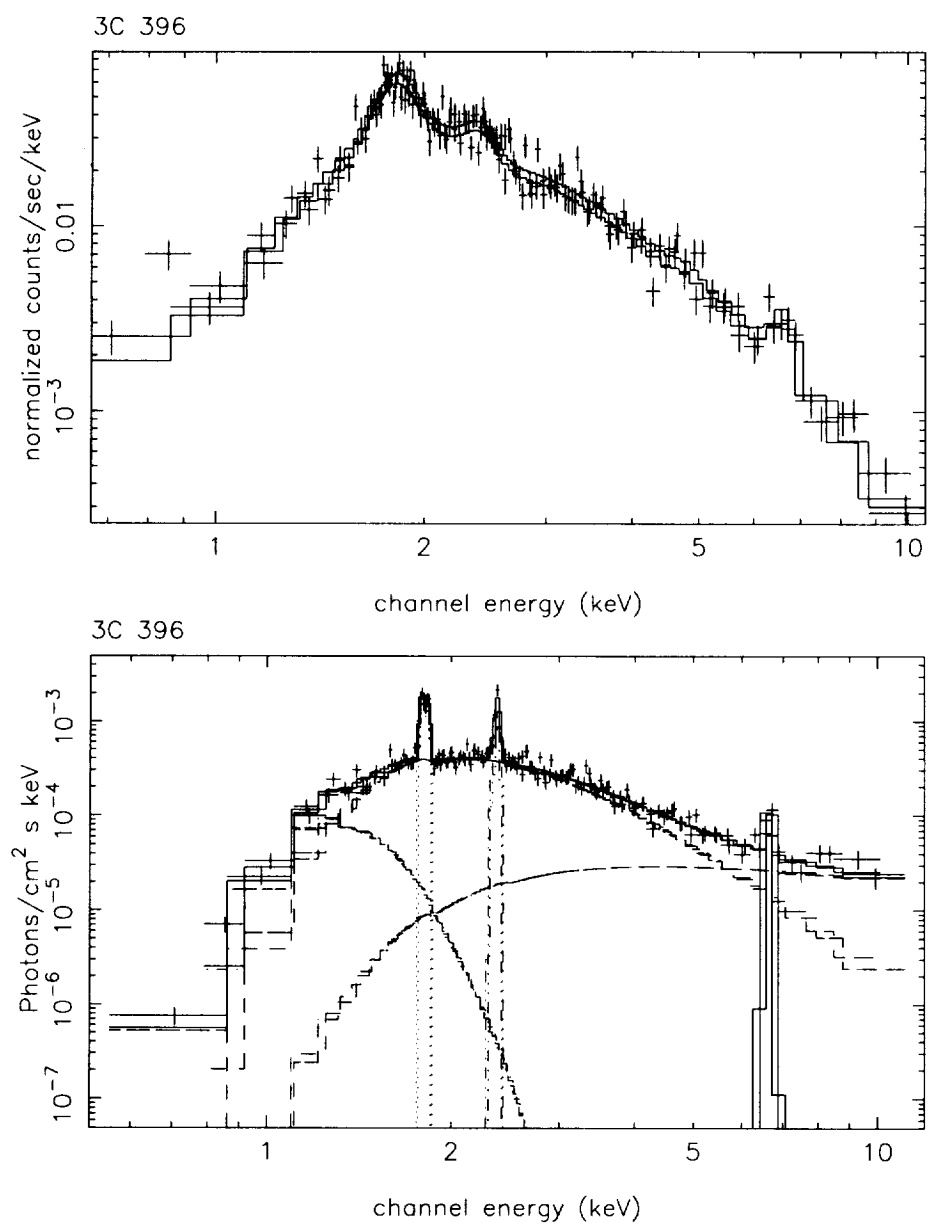 3C 396
normalized counts/sec/keV
0.01
10⁻³
1
2
5
10
channel energy (keV)
3C 396
Photons/cm² s keV
10⁻³
10⁻⁴
10⁻⁵
10⁻⁶
10⁻⁷
1
2
5
10
channel energy (keV)